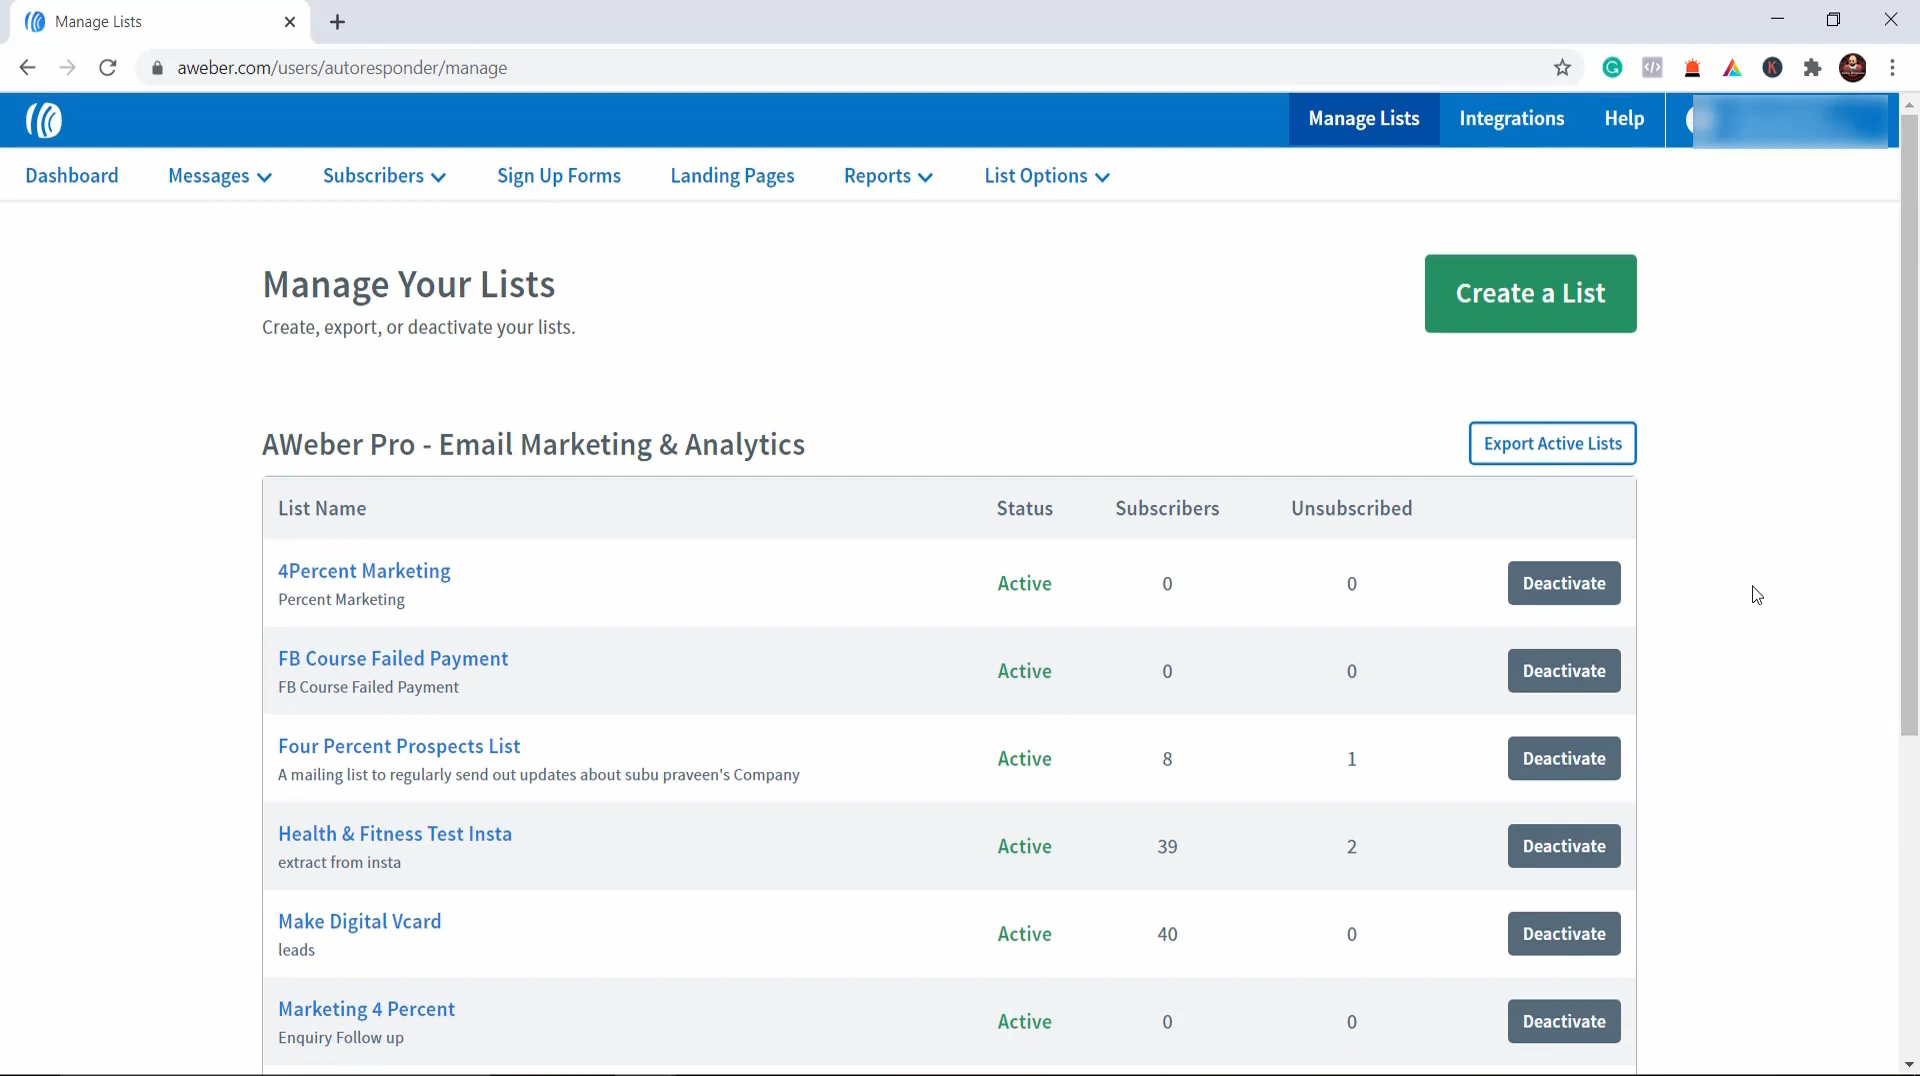 Manage Lists
aweber.com/users/autoresponder/manage
Manage Lists Integrations Help
Dashboard Messages Subscribers Sign Up Forms Landing Pages Reports List Options
Manage Your Lists
Create a List
Create, export, or deactivate your lists.
AWeber Pro - Email Marketing & Analytics
Export Active Lists
List Name Status Subscribers Unsubscribed
4Percent Marketing
Percent Marketing
Active 0 0 Deactivate
FB Course Failed Payment
FB Course Failed Payment
Active 0 0 Deactivate
Four Percent Prospects List
A mailing list to regularly send out updates about subu praveen's Company
Active 8 1 Deactivate
Health & Fitness Test Insta
extract from insta
Active 39 2 Deactivate
Make Digital Vcard
leads
Active 40 0 Deactivate
Marketing 4 Percent
Enquiry Follow up
Active 0 0 Deactivate